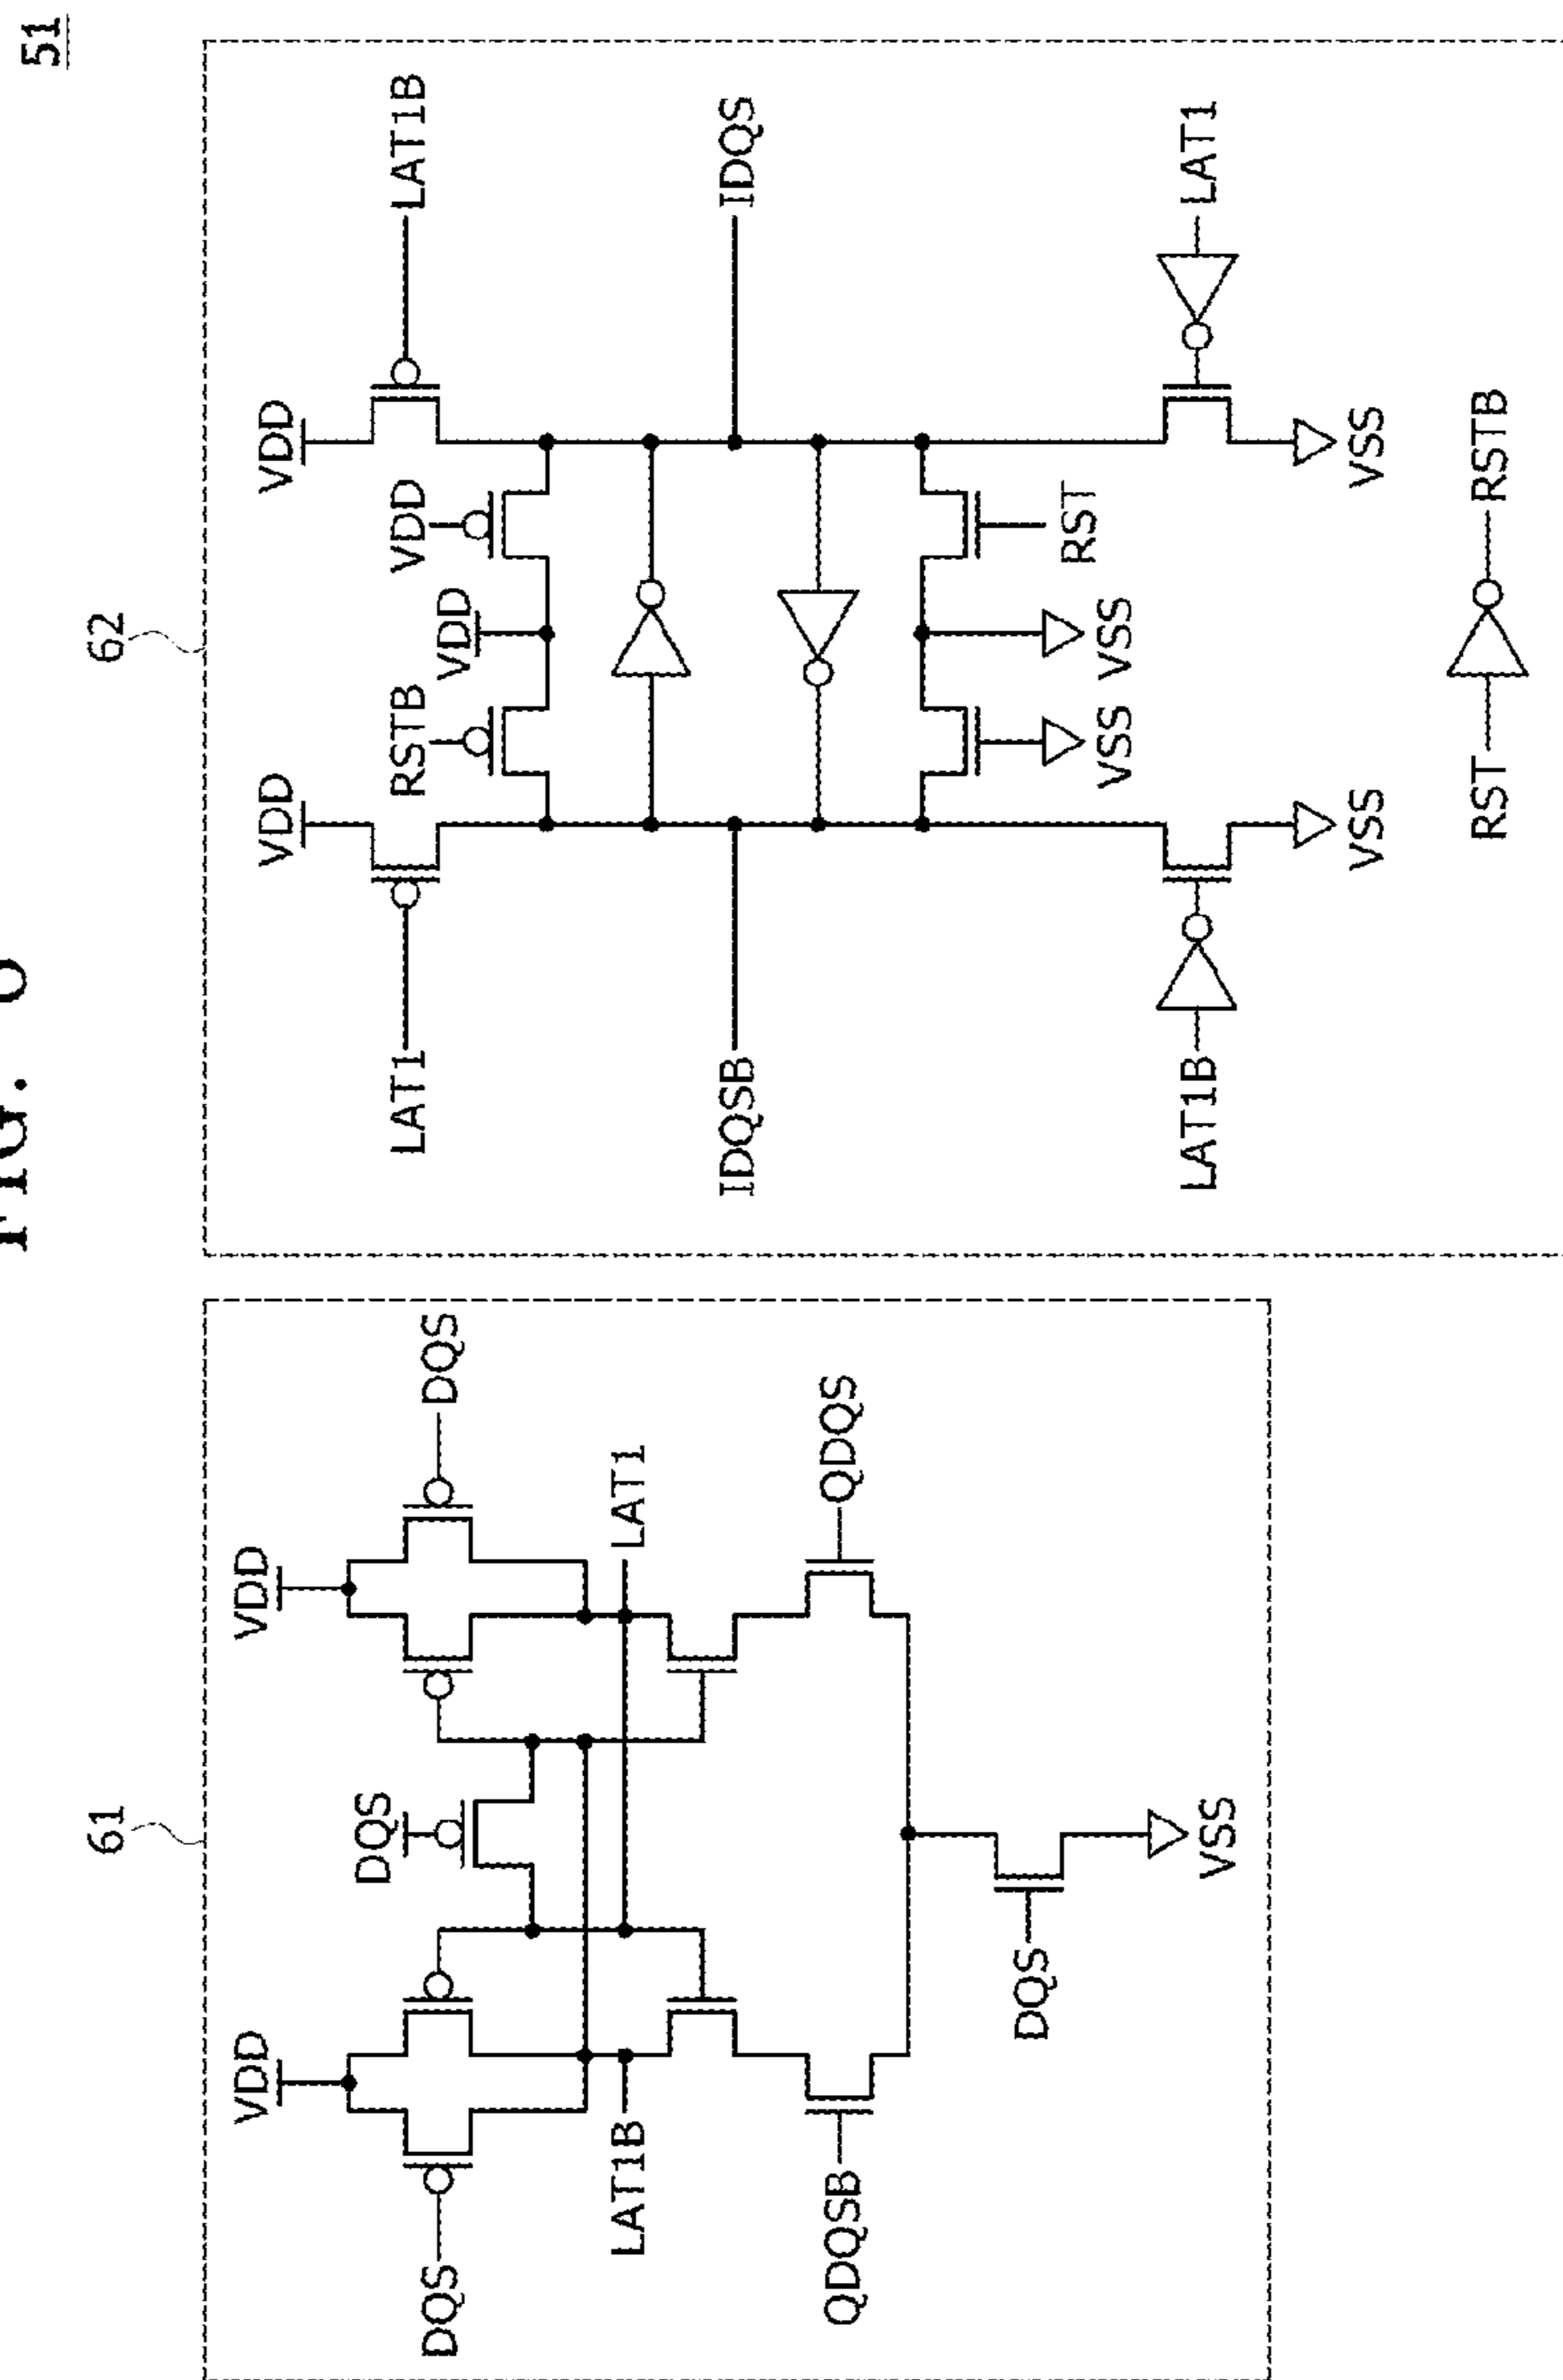 FIG.
51
61
VDD
VDD
DQS
DQS
DQS
LAT1B
LAT1
QDQSB
QDQS
DQS
VSS
62
VDD
VDD
LAT1
RSTB
VDD
LAT1B
VDD
IDQSB
IDQS
RST
VSS
VSS
LAT1B
LAT1
VSS
VSS
RST
RSTB